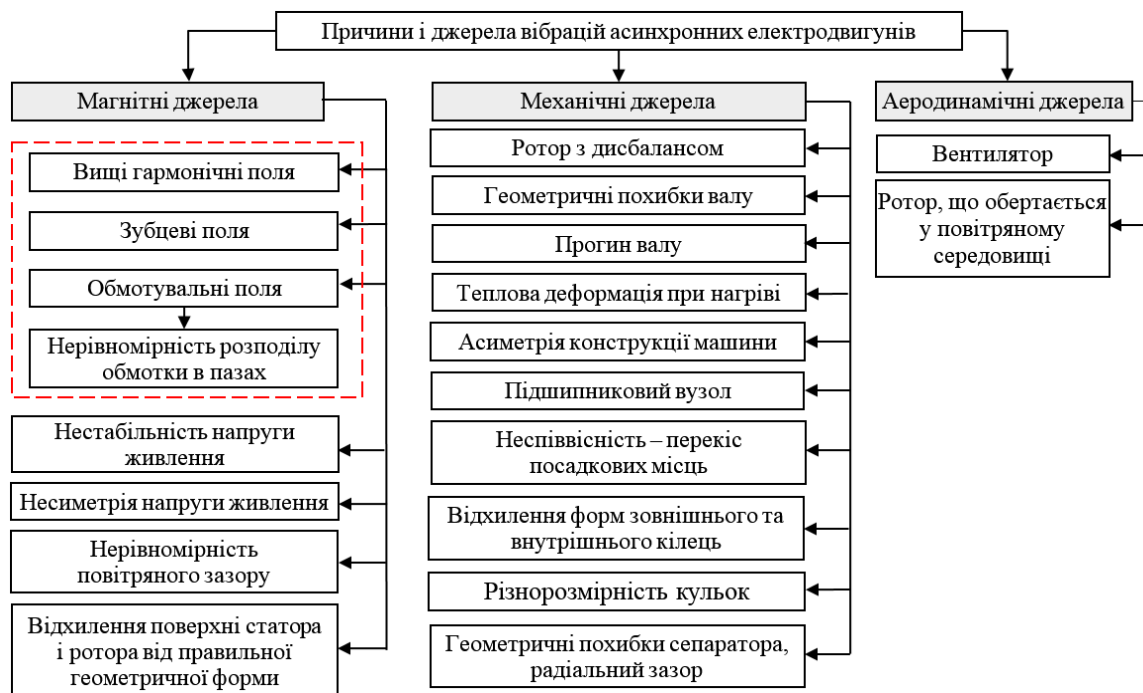 Причини і джерела вібрацій асинхронних електродвигунів
Магнітні джерела
Вищі гармонічні поля
Зубцеві поля
Обмотувальні поля
Нерівномірність розподілу
обмотки в пазах
Нестабільність напруги
живлення
Несиметрія напруги живлення
Нерівномірність
повітряного зазору
Відхилення поверхні статора
і ротора від правильної
геометричної форми
Механічні джерела
Ротор з дисбалансом
Геометричні похибки валу
Прогин валу
Теплова деформація при нагріві
Асиметрія конструкції машини
Підшипниковий вузол
Неспіввісність – перекіс
посадкових місць
Відхилення форм зовнішнього та
внутрішнього кілець
Різнорозмірність кульок
Геометричні похибки сепаратора,
радіальний зазор
Аеродинамічні джерела
Вентилятор
Ротор, що обертається
у повітряному
середовищі